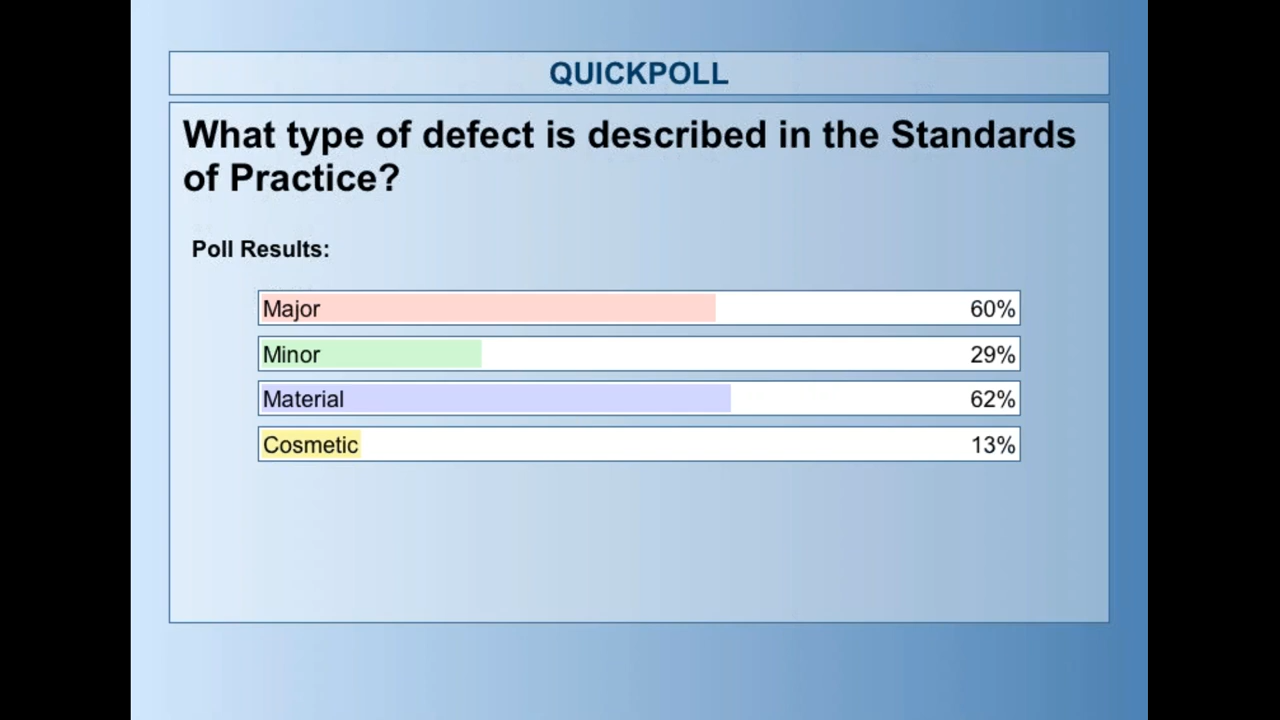 QUICKPOLL
What type of defect is described in the Standards
of Practice?
Poll Results:
Major 60%
Minor 29%
Material 62%
Cosmetic 13%